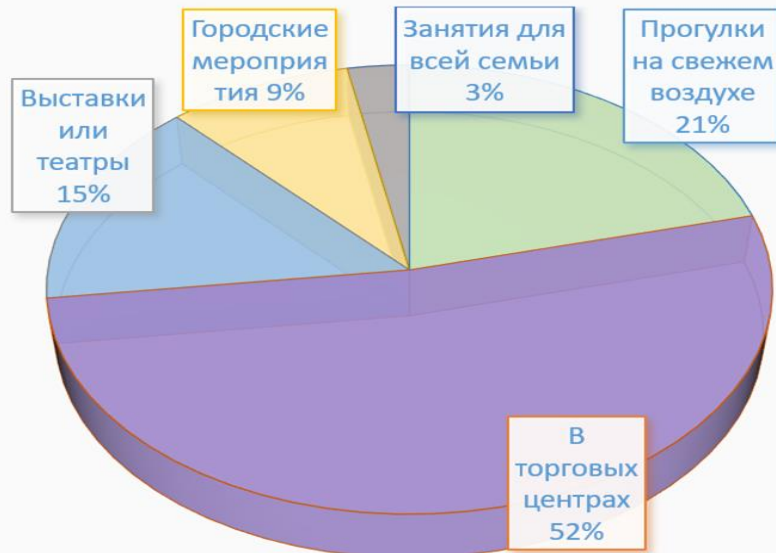 Городские
мероприя
тия 9%
Занятия для
всей семьи
3%
Прогулки
на свежем
воздухе
21%
Выставки
или
театры
15%
В
торговых
центрах
52%